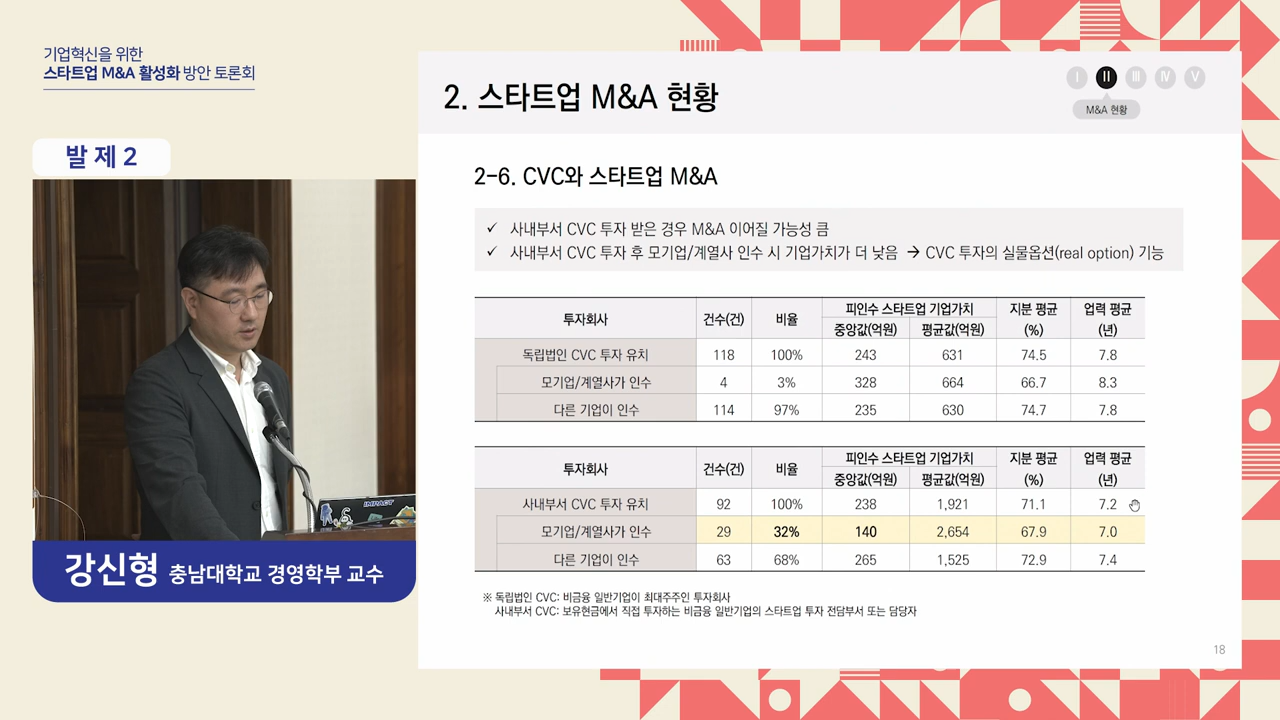 기업혁신을 위한
스타트업 M&A 활성화 방안 토론회
발 제 2
IMPACT
강신형 충남대학교 경영학부 교수
2. 스타트업 M&A 현황
I II III IV V
M&A 현황
2-6. CVC와 스타트업 M&A
✓ 사내부서 CVC 투자 받은 경우 M&A 이어질 가능성 큼
✓ 사내부서 CVC 투자 후 모기업/계열사 인수 시 기업가치가 더 낮음 → CVC 투자의 실물옵션(real option) 기능
투자회사 건수(건) 비율 피인수 스타트업 기업가치 지분 평균 (%) 업력 평균 (년)
중앙값(억원) 평균값(억원)
독립법인 CVC 투자 유치 118 100% 243 631 74.5 7.8
모기업/계열사가 인수 4 3% 328 664 66.7 8.3
다른 기업이 인수 114 97% 235 630 74.7 7.8
투자회사 건수(건) 비율 피인수 스타트업 기업가치 지분 평균 (%) 업력 평균 (년)
중앙값(억원) 평균값(억원)
사내부서 CVC 투자 유치 92 100% 238 1,921 71.1 7.2
모기업/계열사가 인수 29 32% 140 2,654 67.9 7.0
다른 기업이 인수 63 68% 265 1,525 72.9 7.4
※ 독립법인 CVC: 비금융 일반기업이 최대주주인 투자회사
사내부서 CVC: 보유현금에서 직접 투자하는 비금융 일반기업의 스타트업 투자 전담부서 또는 담당자
18